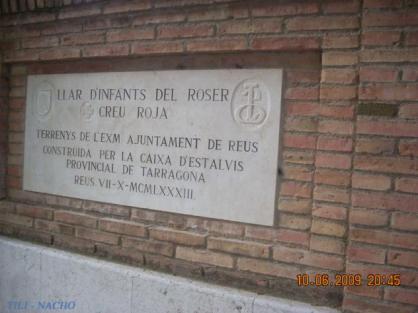 LLAR D'INFANTS DEL ROSER
CREU ROJA
TERRENYS DE L'EXM AJUNTAMENT DE REUS
CONSTRUIDA PER LA CAIXA D'ESTALVIS
PROVINCIAL DE TARRAGONA
REUS VII-X-MCMLXXXIII
10.06.2009 20:45
TILI - NACHO